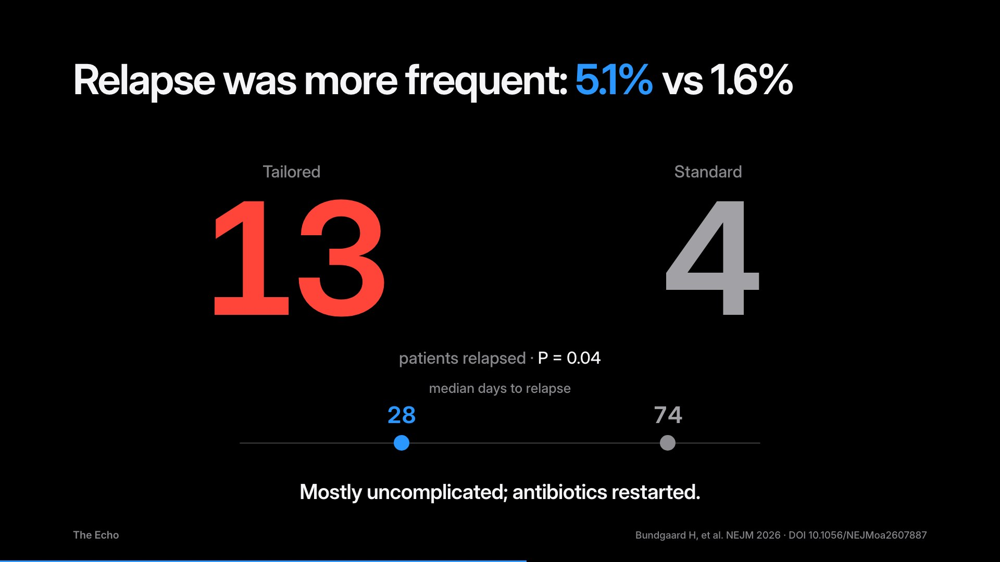 Relapse was more frequent: 5.1% vs 1.6%
Tailored
Standard
13
4
patients relapsed · P = 0.04
median days to relapse
28
74
Mostly uncomplicated; antibiotics restarted.
The Echo
Bundgaard H, et al. NEJM 2026 · DOI 10.1056/NEJMoa2607887